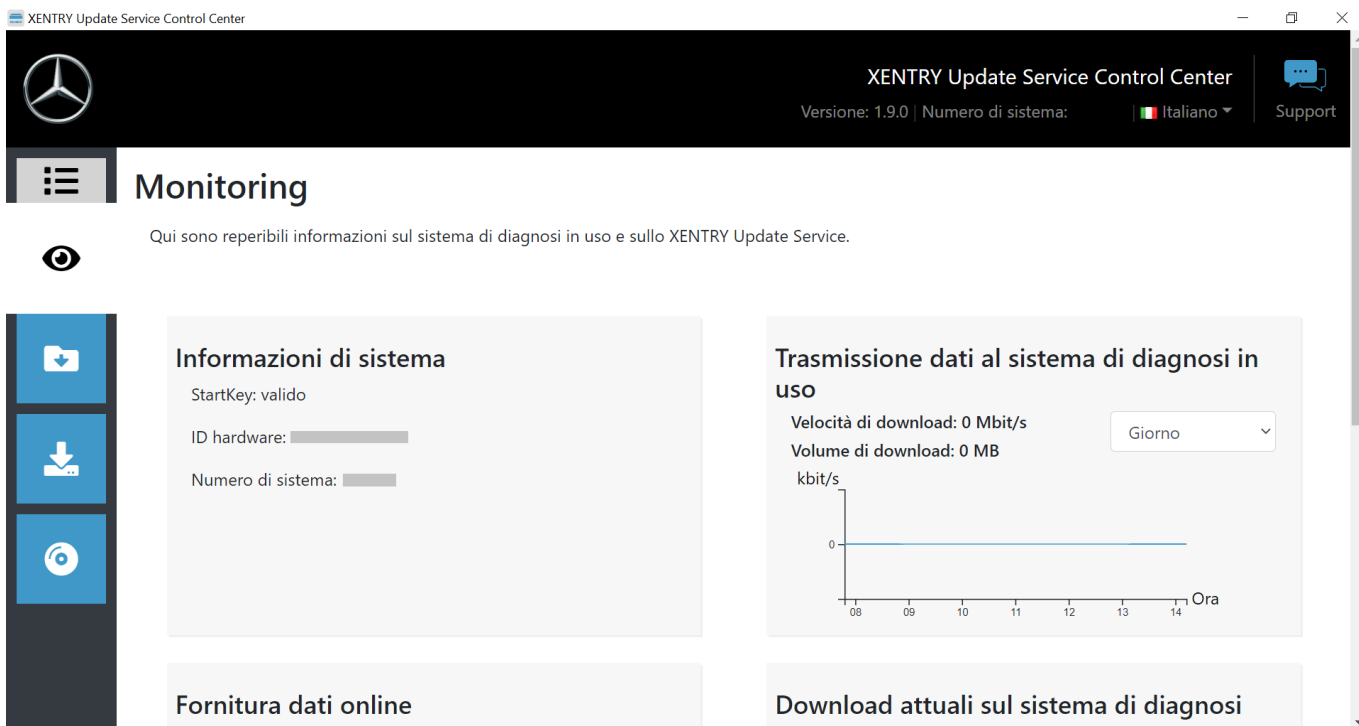 XENTRY Update Service Control Center
XENTRY Update Service Control Center
Versione: 1.9.0 | Numero di sistema: | Italiano
Support
Monitoring
Qui sono reperibili informazioni sul sistema di diagnosi in uso e sullo XENTRY Update Service.
Informazioni di sistema
StartKey: valido
ID hardware:
Numero di sistema:
Trasmissione dati al sistema di diagnosi in
uso
Velocità di download: 0 Mbit/s
Volume di download: 0 MB
Giorno
kbit/s
0
08 09 10 11 12 13 14 Ora
Fornitura dati online
Download attuali sul sistema di diagnosi